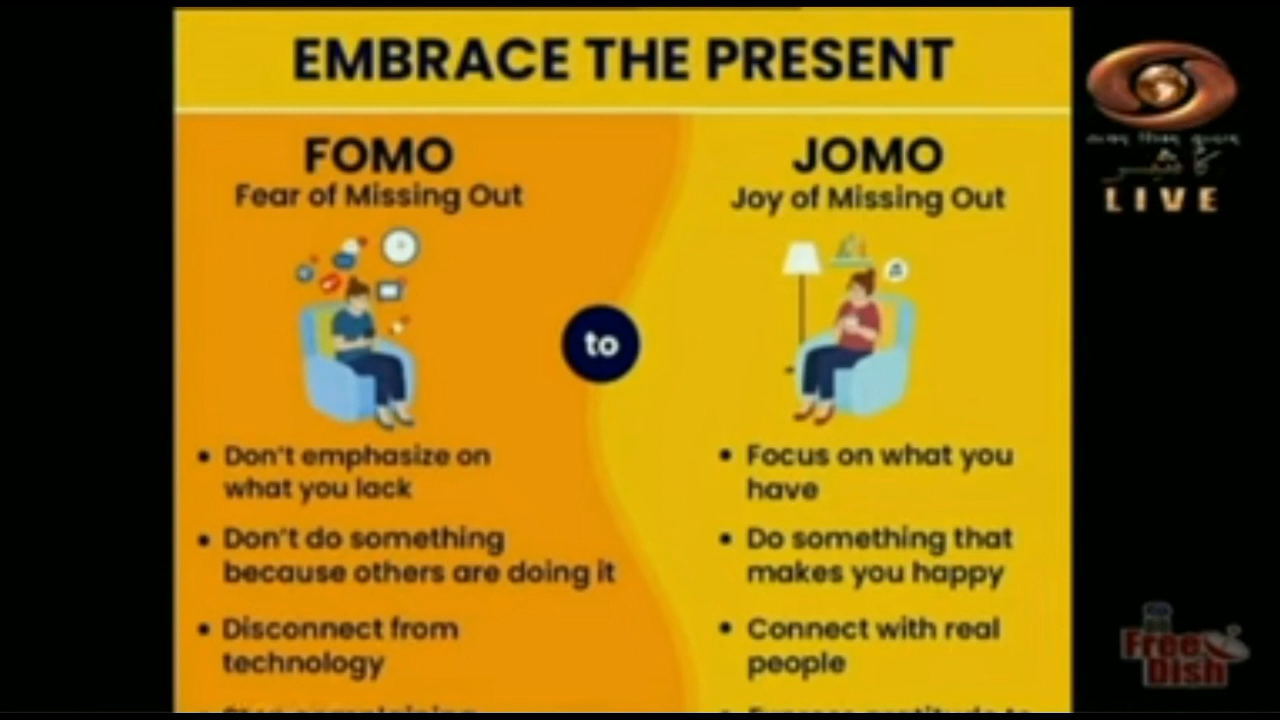 EMBRACE THE PRESENT
FOMO
Fear of Missing Out
JOMO
Joy of Missing Out
to
• Don't emphasize on
what you lack
• Don't do something
because others are doing it
• Disconnect from
technology
• Focus on what you
have
• Do something that
makes you happy
• Connect with real
people
LIVE
Free
Dish